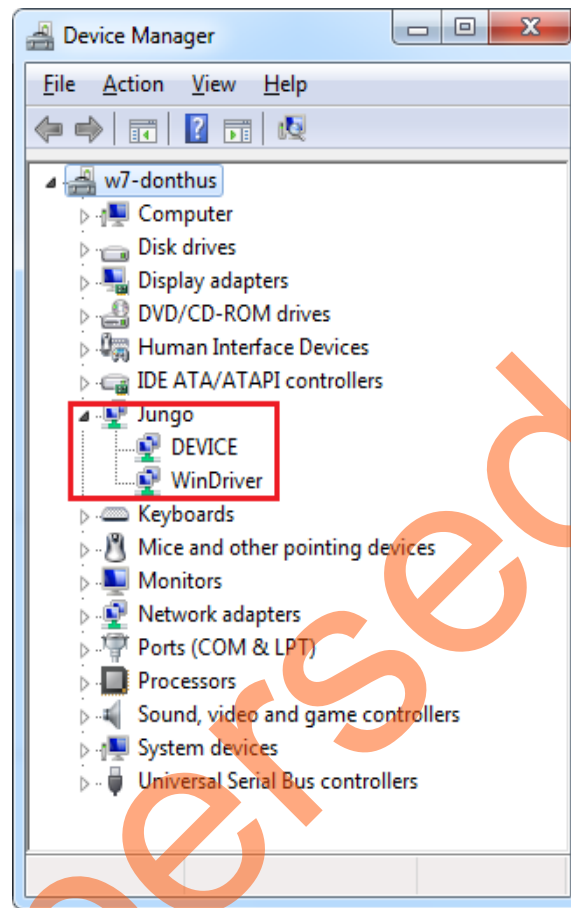 Device Manager
File Action View Help
w7-donthus
Computer
Disk drives
Display adapters
DVD/CD-ROM drives
Human Interface Devices
IDE ATA/ATAPI controllers
Jungo
DEVICE
WinDriver
Keyboards
Mice and other pointing devices
Monitors
Network adapters
Ports (COM & LPT)
Processors
Sound, video and game controllers
System devices
Universal Serial Bus controllers
persed